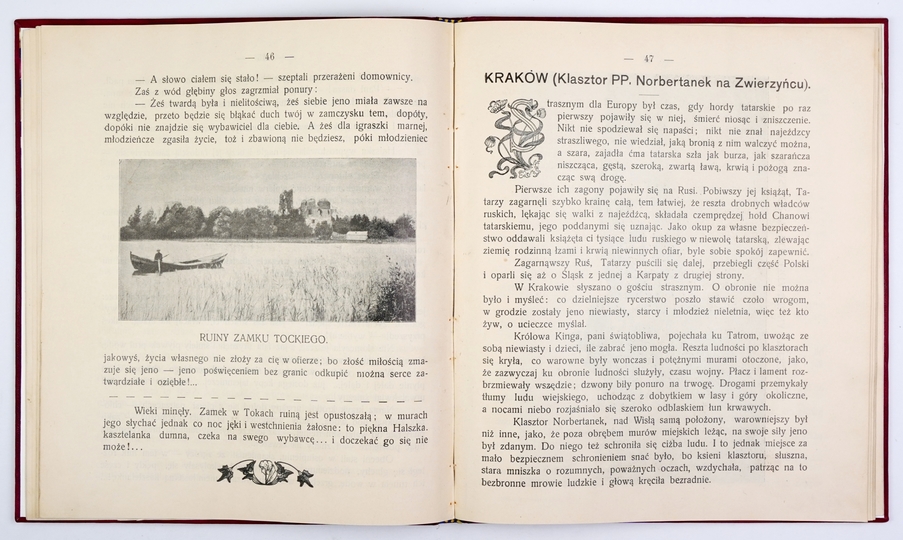 — 46 —
— A słowo ciałem się stało! — szeptali przerażeni domownicy.
Zaś z wód głębiny głos zagrzmiał ponury:
— Żeś twardą była i nielitościwą, żeś siebie jeno miała zawsze na
względzie, przeto będzie się błąkać duch twój w zamczysku tem, dopóty,
dopóki nie znajdzie się wybawiciel dla ciebie. A żeś dla igraszki marnej,
młodzieńcze zgasiła życie, toż i zbawioną nie będziesz, póki młodzieniec
RUINY ZAMKU TOCKIEGO.
jakowyś, życia własnego nie złoży za cię w ofierze; bo złość miłością zma-
zuje się jeno — jeno poświęceniem bez granic odkupić można serce za-
twardziałe i oziębłe!...
Wieki minęły. Zamek w Tokach ruiną jest opustoszałą; w murach
jego słychać jednak co noc jęki i westchnienia żałosne: to piękna Halszka.
kasztelanka dumna, czeka na swego wybawcę... i doczekać go się nie
może!...
— 47 —
KRAKÓW (Klasztor PP. Norbertanek na Zwierzyńcu).
Strasznym dla Europy był czas, gdy hordy tatarskie po raz
pierwszy pojawiły się w niej, śmierć niosąc i zniszczenie.
Nikt nie spodziewał się napaści; nikt nie znał najeźdźcy
straszliwego, nie wiedział, jaką bronią z nim walczyć można,
a szara, zajadła ćma tatarska szła jak burza, jak szarańcza
niszcząca, gęstą, szeroką, zwartą ławą, krwią i pożogą zna-
cząc swą drogę.
Pierwsze ich zagony pojawiły się na Rusi. Pobiwszy jej książąt, Ta-
tarzy zagarnęli szybko krainę całą, tem łatwiej, że reszta drobnych władców
ruskich, lękając się walki z najeźdźcą, składała czemprędzej hołd Chanowi
tatarskiemu, jego poddanymi się uznając. Jako okup za własne bezpieczeń-
stwo oddawali książęta ci tysiące ludu ruskiego w niewolę tatarską, zlewając
ziemię rodzinną łzami i krwią niewinnych ofiar, byle sobie spokój zapewnić.
Zagarnąwszy Ruś, Tatarzy puścili się dalej, przebiegli część Polski
i oparli się aż o Śląsk z jednej a Karpaty z drugiej strony.
W Krakowie słyszano o gościu strasznym. O obronie nie można
było i myśleć: co dzielniejsze rycerstwo poszło stawić czoło wrogom,
w grodzie zostały jeno niewiasty, starcy i młodzież nieletnia, więc też kto
żyw, o ucieczce myślał.
Królowa Kinga, pani świątobliwa, pojechała ku Tatrom, uwożąc ze
sobą niewiasty i dzieci, ile zabrać jeno mogła. Reszta ludności po klasztorach
się kryła, co warowne były wonczas i potężnymi murami otoczone, jako,
że zazwyczaj ku obronie ludności służyły, czasu wojny. Płacz i lament roz-
brzmiewały wszędzie; dzwony biły ponuro na trwogę. Drogami przemykały
tłumy ludu wiejskiego, uchodząc z dobytkiem w lasy i góry okoliczne,
a nocami niebo rozjaśniało się szeroko odblaskiem łun krwawych.
Klasztor Norbertanek, nad Wisłą samą położony, warowniejszy był
niż inne, jako, że poza obrębem murów miejskich leżąc, na swoje siły jeno
był zdanym. Do niego też schroniła się ciżba ludu. I to jednak miejsce za
mało bezpiecznem schronieniem snać było, bo ksieni klasztoru, słuszna,
stara mniszka o rozumnych, poważnych oczach, wzdychała, patrząc na to
bezbronne mrowie ludzkie i głową kręciła bezradnie.